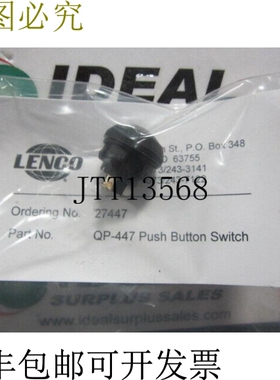 图必究
IDEAL
LENCO
St., P.O. Box 348
63755
3/243-3141
JTT13568
Ordering No. 27447
Part No. QP-447 Push Button Switch
SURPLUS SALES
www.idealsurplussales.com
包邮可开发票